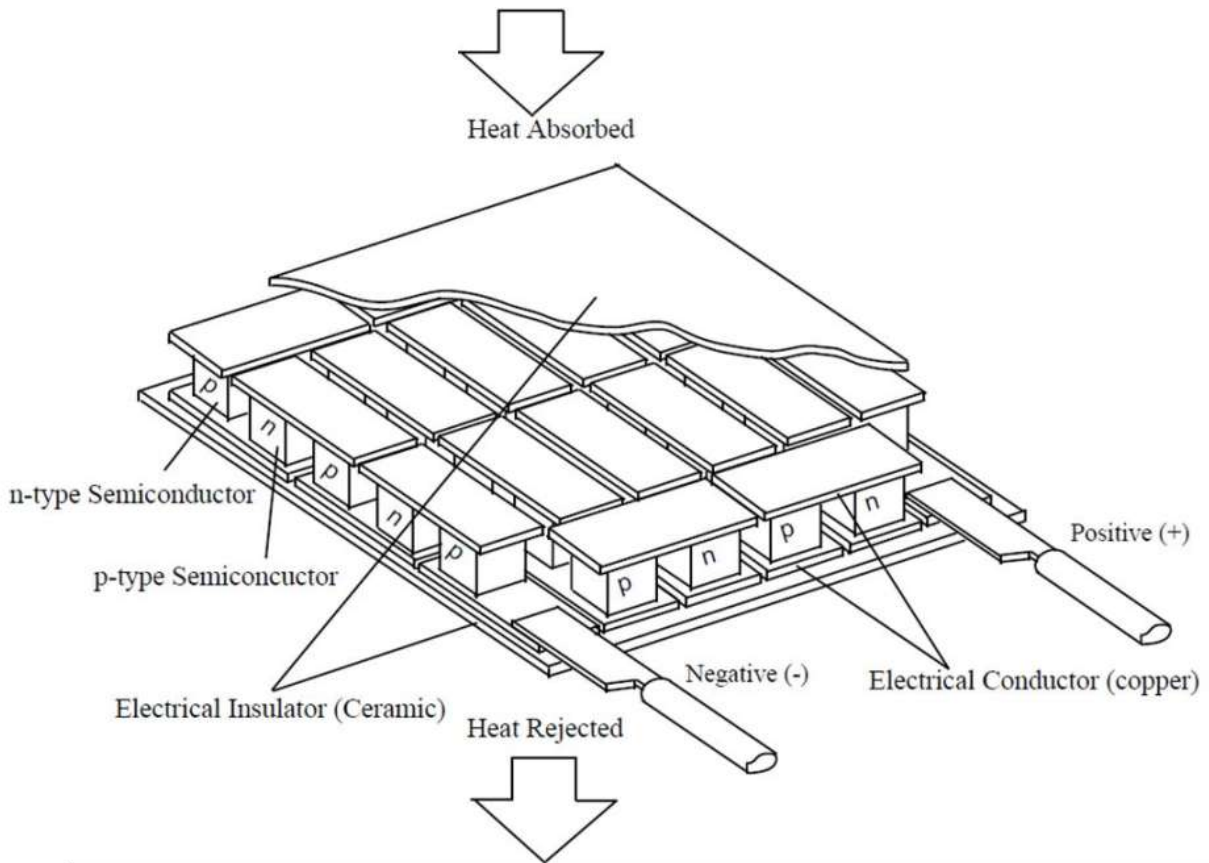 Heat Absorbed
p
n
p
n
p
p
n
p
n
n-type Semiconductor
p-type Semiconcuctor
Positive (+)
Negative (-)
Electrical Conductor (copper)
Electrical Insulator (Ceramic)
Heat Rejected